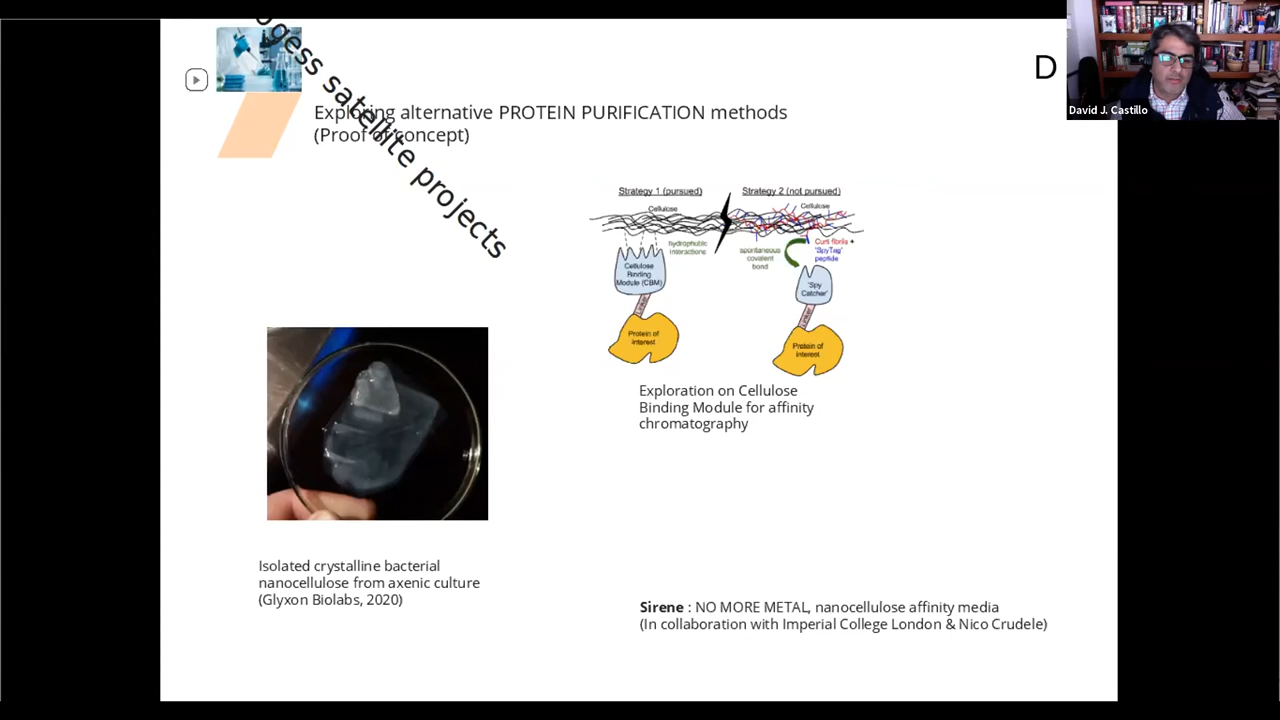 ogess satellite projects
D
David J. Castillo
Exploring alternative PROTEIN PURIFICATION methods
(Proof of concept)
Strategy 1 (pursued)
Strategy 2 (not pursued)
Cellulose
Cellulose
hydrophobic
interactions
spontaneous
covalent
bond
Curli fibrils +
'SpyTag'
peptide
Cellulose
Binding
Module (CBM)
'Spy
Catcher'
Linker
Linker
Protein of
interest
Protein of
interest
Exploration on Cellulose
Binding Module for affinity
chromatography
Isolated crystalline bacterial
nanocellulose from axenic culture
(Glyxon Biolabs, 2020)
Sirene : NO MORE METAL, nanocellulose affinity media
(In collaboration with Imperial College London & Nico Crudele)